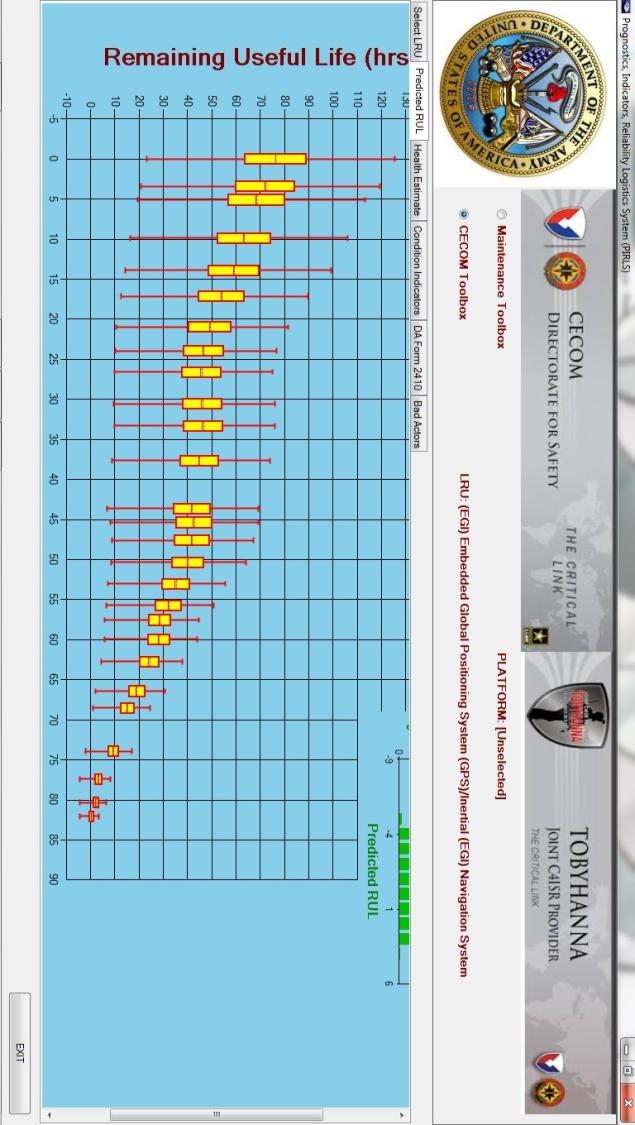 Prognostics, Indicators, Reliability Logistics System (PIRLS)
DEPARTMENT OF THE ARMY
UNITED STATES OF AMERICA
1775
CECOM
DIRECTORATE FOR SAFETY
THE CRITICAL
LINK
TOBYHANNA
TOBYHANNA
JOINT C4ISR PROVIDER
THE CRITICAL LINK
Maintenance Toolbox
CECOM Toolbox
PLATFORM: [Unselected]
LRU: (EGI) Embedded Global Positioning System (GPS)/Inertial (EGI) Navigation System
Select LRU
Predicted RUL
Health Estimate
Condition Indicators
DA Form 2410
Bad Actors
0
-9 -4 1 6
Predicted RUL
Remaining Useful Life (hrs
130
120
110
100
90
80
70
60
50
40
30
20
10
0
-10
-5 0 5 10 15 20 25 30 35 40 45 50 55 60 65 70 75 80 85 90
EXIT